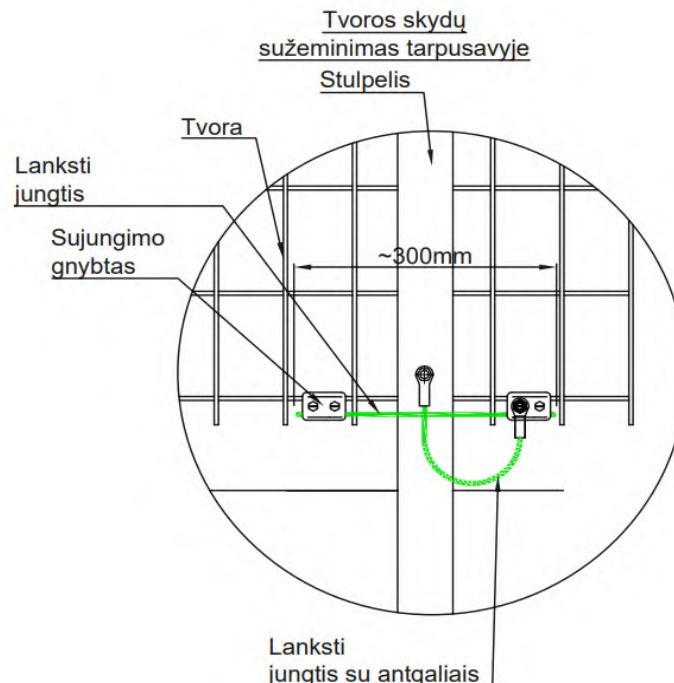 Tvoros skydų
sužeminimas tarpusavyje
Stulpelis
Tvora
Lanksti
jungtis
Sujungimo
gnybtas
~300mm
Lanksti
jungtis su antgaliais